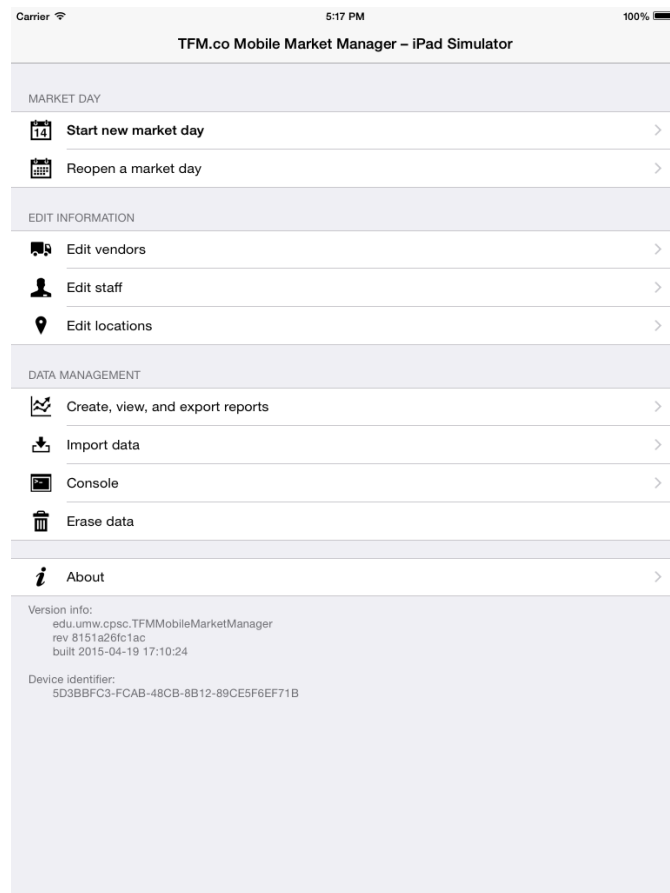 Carrier 5:17 PM 100%
TFM.co Mobile Market Manager – iPad Simulator
MARKET DAY
14 Start new market day
Reopen a market day
EDIT INFORMATION
Edit vendors
Edit staff
Edit locations
DATA MANAGEMENT
Create, view, and export reports
Import data
Console
Erase data
i About
Version info:
edu.umw.cpsc.TFMMobileMarketManager
rev 8151a26fc1ac
built 2015-04-19 17:10:24
Device identifier:
5D3BBFC3-FCAB-48CB-8B12-89CE5F6EF71B